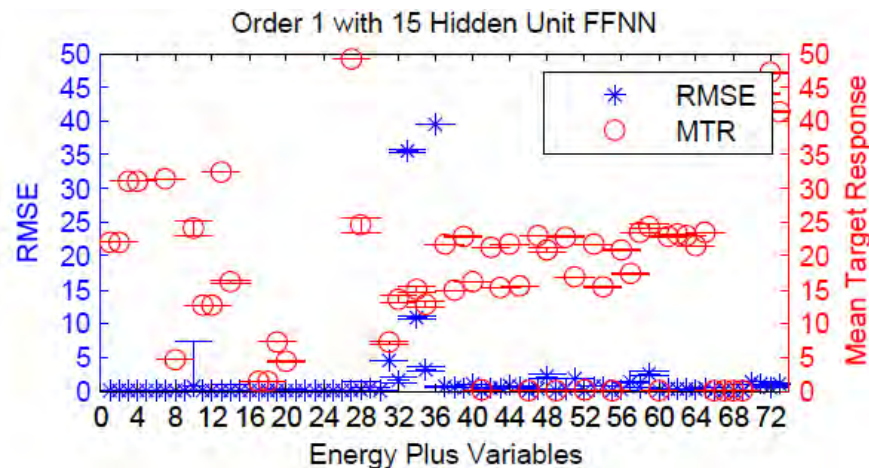 Order 1 with 15 Hidden Unit FFNN
50 50
45 45
40 40
35 35
30 30
25 25
20 20
15 15
10 10
5 5
0 0
RMSE
Mean Target Response
RMSE
MTR
0 4 8 12 16 20 24 28 32 36 40 44 48 52 56 60 64 68 72
Energy Plus Variables